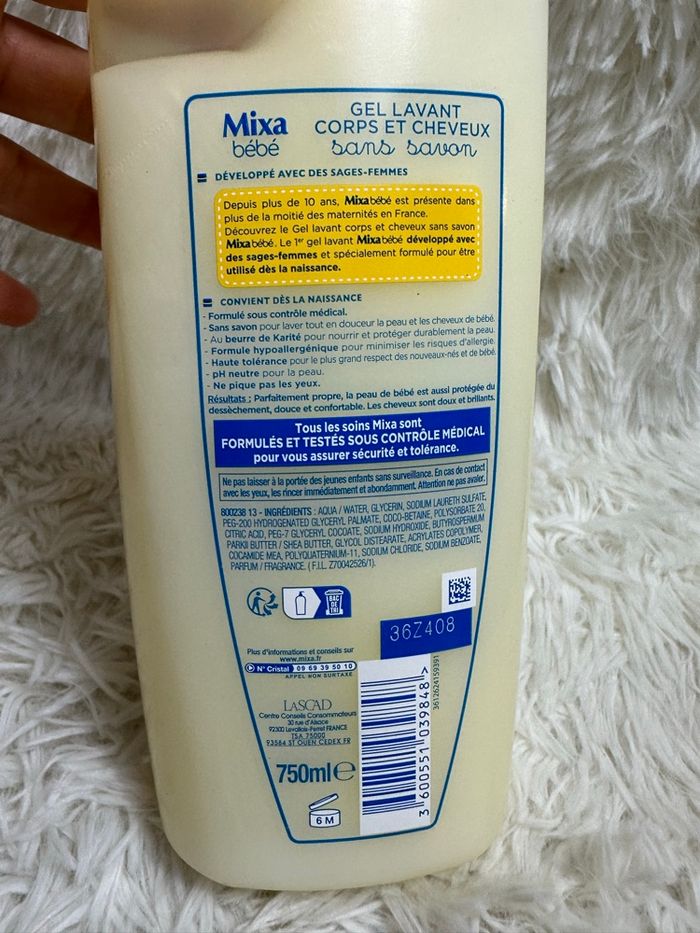 Mixa
bébé
GEL LAVANT
CORPS ET CHEVEUX
sans savon
DÉVELOPPÉ AVEC DES SAGES-FEMMES
Depuis plus de 10 ans, Mixa bébé est présente dans
plus de la moitié des maternités en France.
Découvrez le Gel lavant corps et cheveux sans savon
Mixa bébé. Le 1er gel lavant Mixa bébé développé avec
des sages-femmes et spécialement formulé pour être
utilisé dès la naissance.
CONVIENT DÈS LA NAISSANCE
- Formulé sous contrôle médical.
- Sans savon pour laver tout en douceur la peau et les cheveux de bébé.
- Au beurre de Karité pour nourrir et protéger durablement la peau.
- Formule hypoallergénique pour minimiser les risques d'allergie.
- Haute tolérance pour le plus grand respect des nouveaux-nés et de bébé.
- pH neutre pour la peau.
- Ne pique pas les yeux.
Résultats : Parfaitement propre, la peau de bébé est aussi protégée du
dessèchement, douce et confortable. Les cheveux sont doux et brillants.
Tous les soins Mixa sont
FORMULÉS ET TESTÉS SOUS CONTRÔLE MÉDICAL
pour vous assurer sécurité et tolérance.
Ne pas laisser à la portée des jeunes enfants sans surveillance. En cas de contact
avec les yeux, les rincer immédiatement et abondamment. Attention ne pas avaler.
800238 13 - INGRÉDIENTS : AQUA / WATER, GLYCERIN, SODIUM LAURETH SULFATE,
PEG-200 HYDROGENATED GLYCERYL PALMATE, COCO-BETAINE, POLYSORBATE 20,
CITRIC ACID, PEG-7 GLYCERYL COCOATE, SODIUM HYDROXIDE, BUTYROSPERMUM
PARKII BUTTER / SHEA BUTTER, GLYCOL DISTEARATE, ACRYLATES COPOLYMER,
COCAMIDE MEA, POLYQUATERNIUM-11, SODIUM CHLORIDE, SODIUM BENZOATE,
PARFUM / FRAGRANCE. (F.I.L. Z70042526/1).
BAC
DE
TRI
36Z408
Plus d'informations et conseils sur
www.mixa.fr
N° Cristal 09 69 39 50 10
APPEL NON SURTAXÉ
LASCAD
Centre Conseils Consommateurs
30 rue d'Alsace
92300 Levallois-Perret FRANCE
TSA 75000
93584 ST OUEN CEDEX FR
750ml e
6 M
3 600551 039848 >
3612624159391